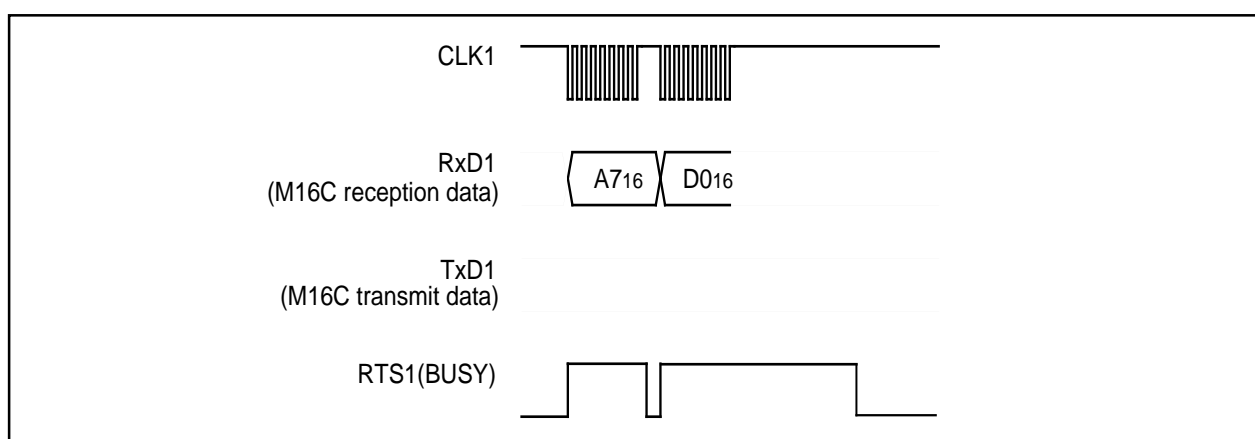 CLK1
RxD1
(M16C reception data)
A716
D016
TxD1
(M16C transmit data)
RTS1(BUSY)